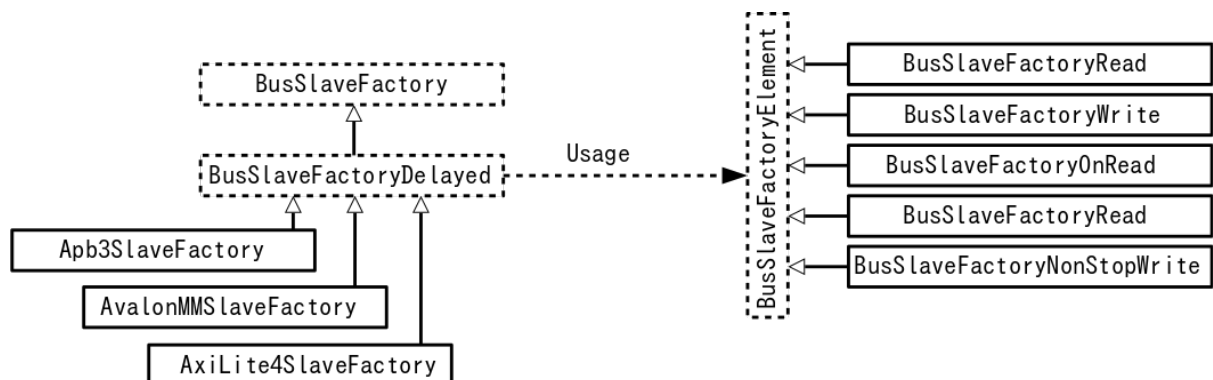 BusSlaveFactory
BusSlaveFactoryDelayed
Apb3SlaveFactory
AvalonMMSlaveFactory
AxiLite4SlaveFactory
Usage
BusSlaveFactoryElement
BusSlaveFactoryRead
BusSlaveFactoryWrite
BusSlaveFactoryOnRead
BusSlaveFactoryRead
BusSlaveFactoryNonStopWrite